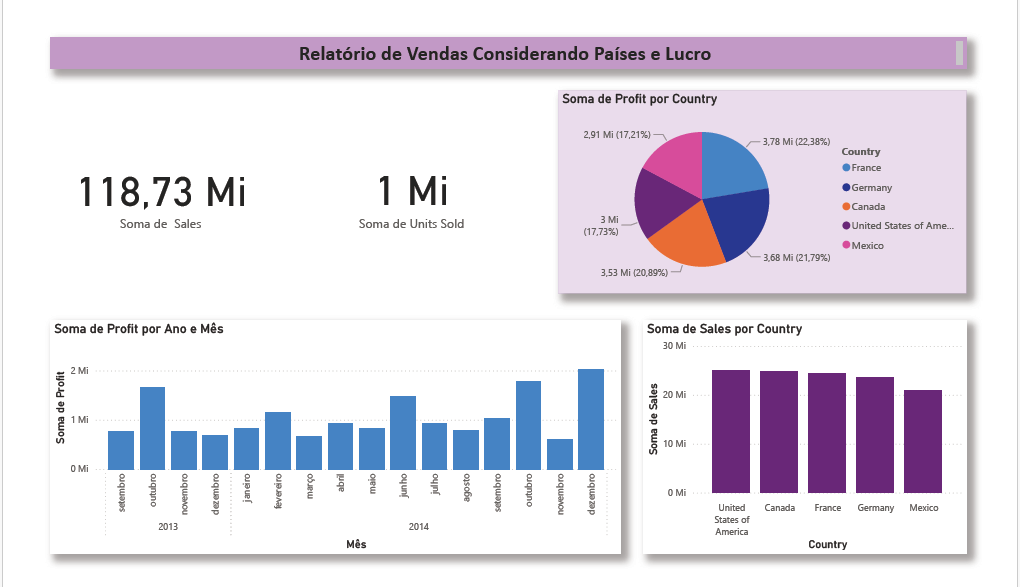 Relatório de Vendas Considerando Países e Lucro
118,73 Mi
Soma de  Sales
1 Mi
Soma de Units Sold
Soma de Profit por Country
2,91 Mi (17,21%)
3,78 Mi (22,38%)
3 Mi
(17,73%)
3,53 Mi (20,89%)
3,68 Mi (21,79%)
Country
France
Germany
Canada
United States of Ame...
Mexico
Soma de Profit por Ano e Mês
Soma de Profit
2 Mi
1 Mi
0 Mi
setembro
outubro
novembro
dezembro
janeiro
fevereiro
março
abril
maio
junho
julho
agosto
setembro
outubro
novembro
dezembro
2013
2014
Mês
Soma de Sales por Country
Soma de Sales
30 Mi
20 Mi
10 Mi
0 Mi
United
States of
America
Canada
France
Germany
Mexico
Country